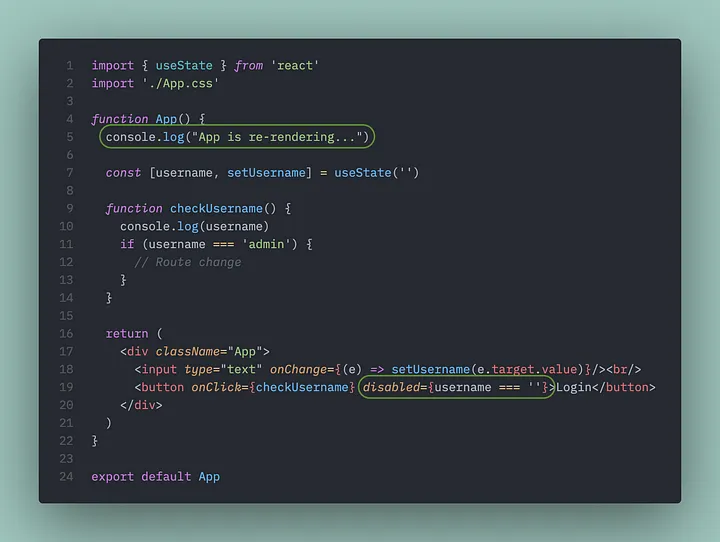 1 import { useState } from 'react'
2 import './App.css'
3
4 function App() {
5 console.log("App is re-rendering...")
6
7 const [username, setUsername] = useState('')
8
9 function checkUsername() {
10 console.log(username)
11 if (username === 'admin') {
12 // Route change
13 }
14 }
15
16 return (
17 <div className="App">
18 <input type="text" onChange={(e) => setUsername(e.target.value)}/><br/>
19 <button onClick={checkUsername} disabled={username === ''}>Login</button>
20 </div>
21 )
22 }
23
24 export default App